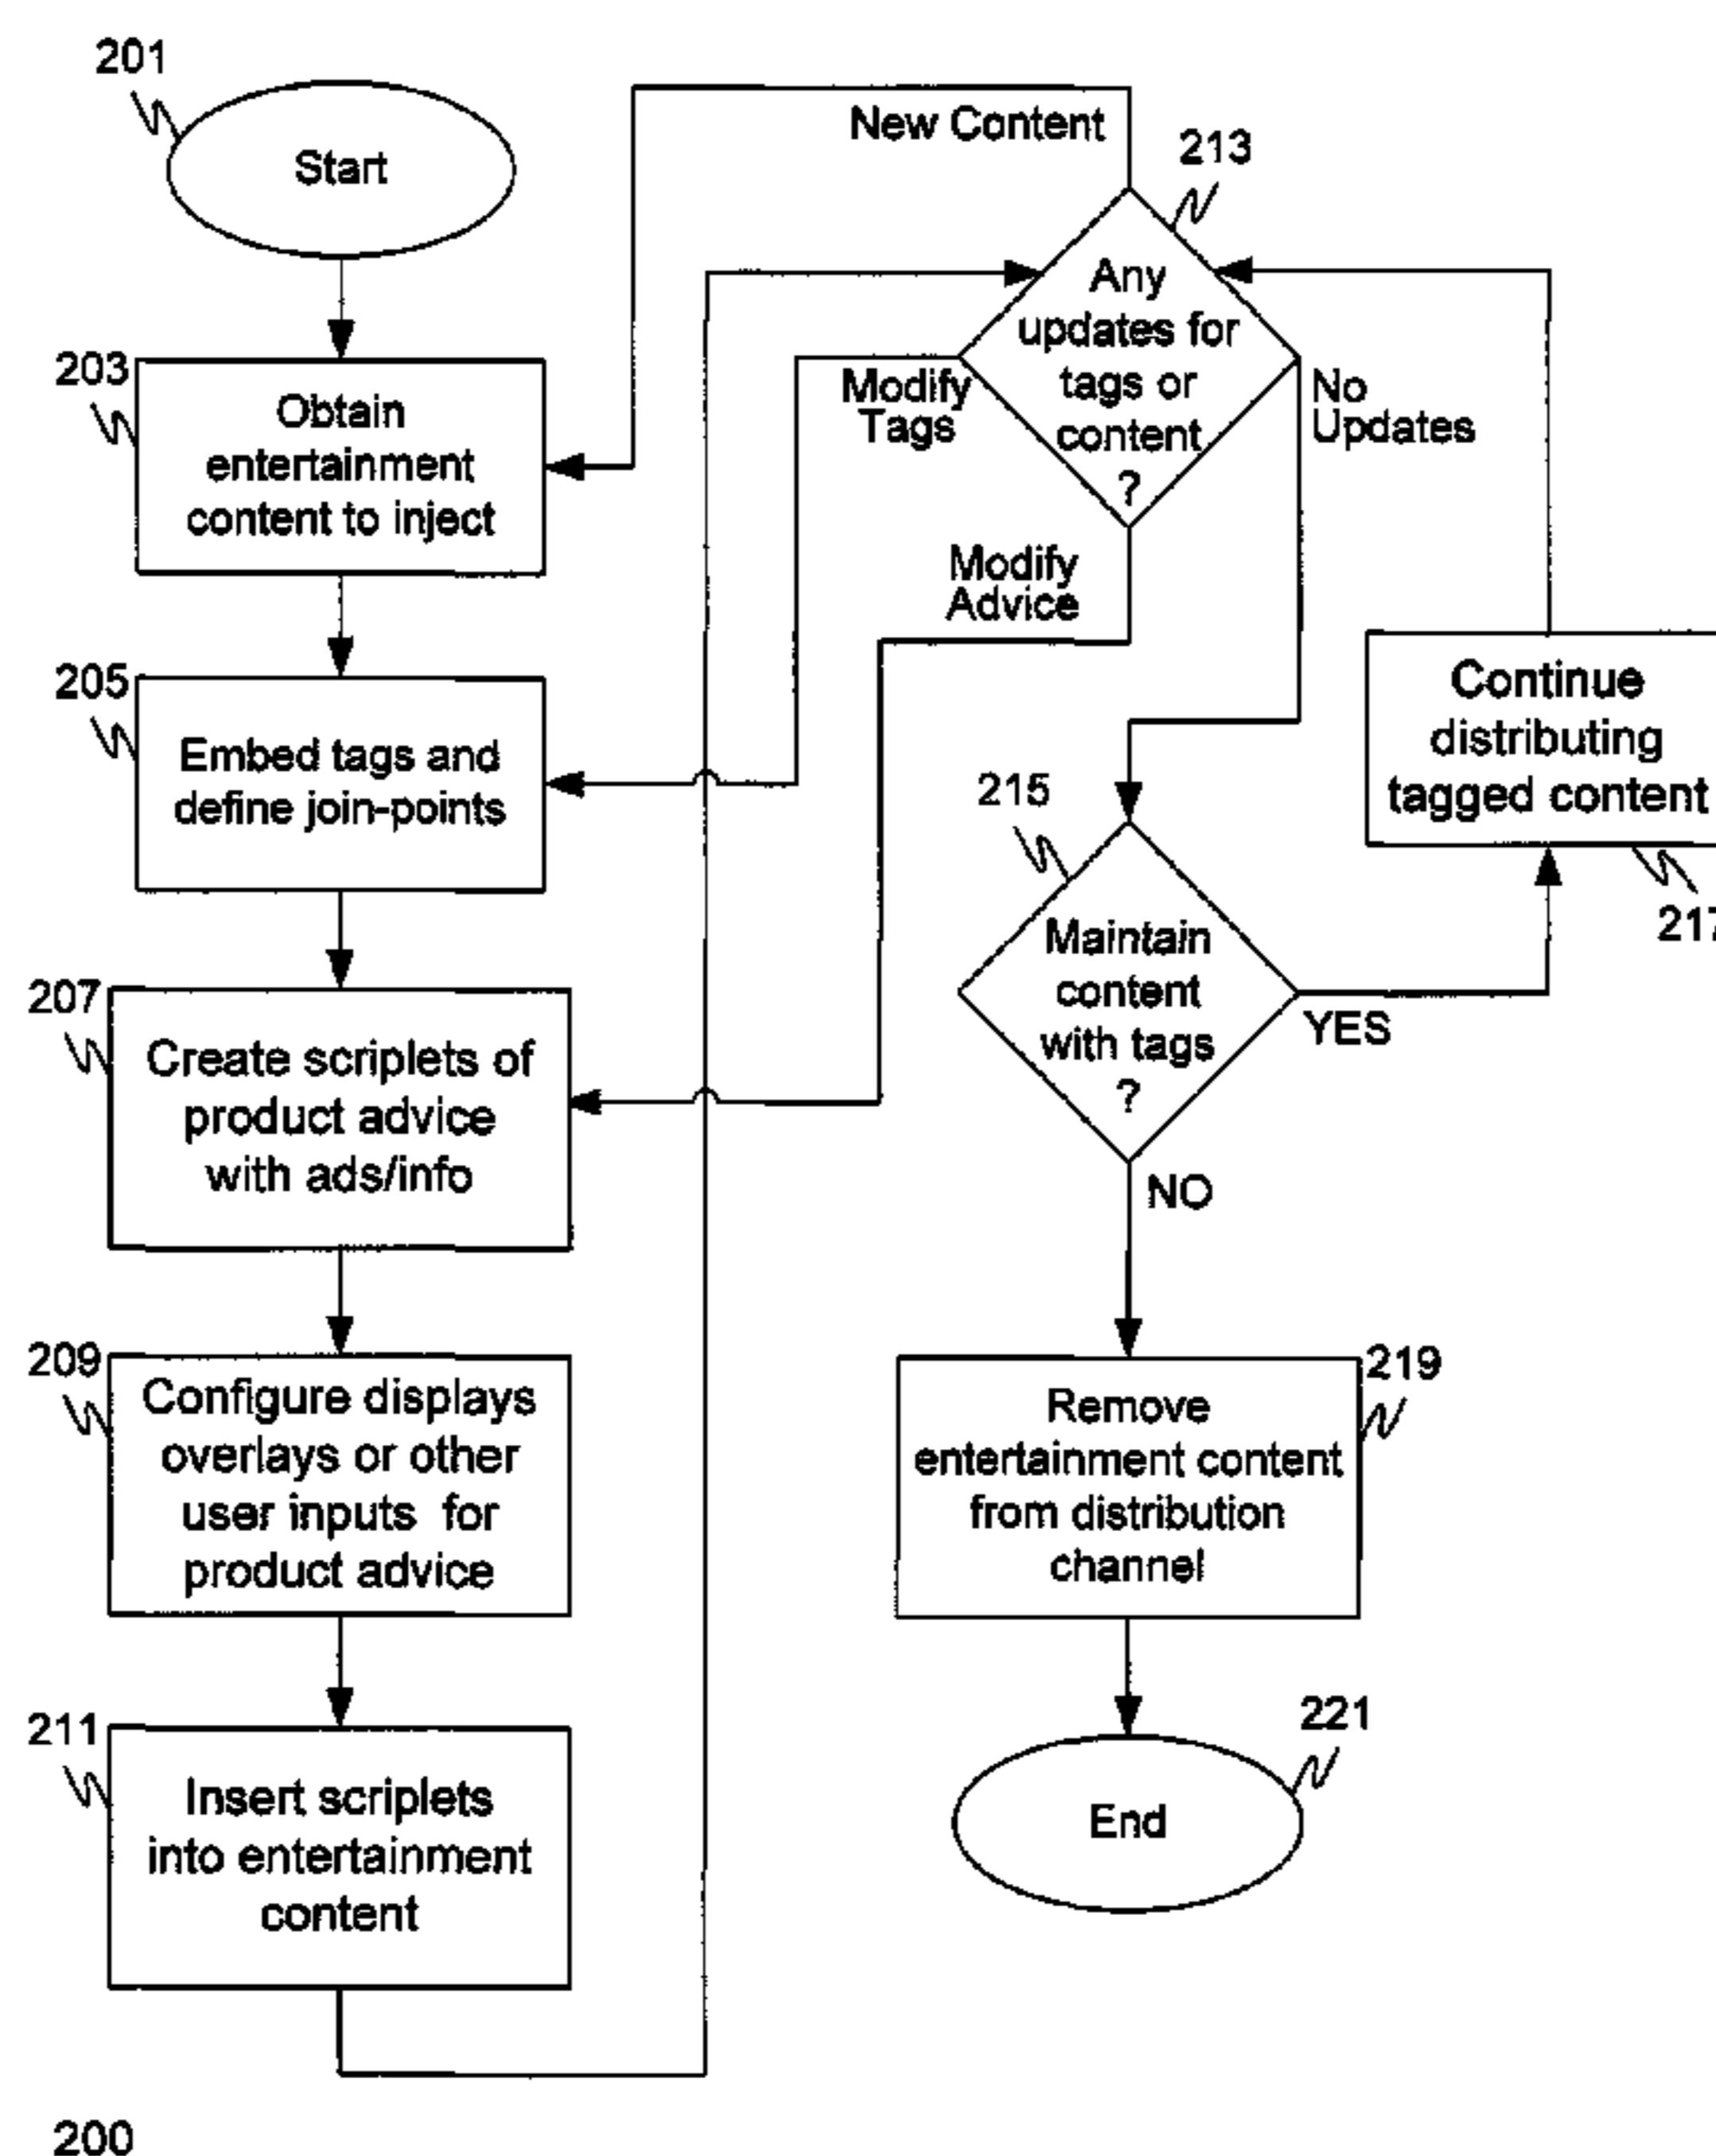 201
Start
203
Obtain
entertainment
content to inject
205
Embed tags and
define join-points
207
Create scriplets of
product advice
with ads/info
209
Configure displays
overlays or other
user inputs for
product advice
211
Insert scriplets
into entertainment
content
200
New Content
213
Any
updates for
tags or
content
?
Modify
Tags
No
Updates
Modify
Advice
Continue
distributing
tagged content
217
215
Maintain
content
with tags
?
YES
NO
219
Remove
entertainment content
from distribution
channel
221
End